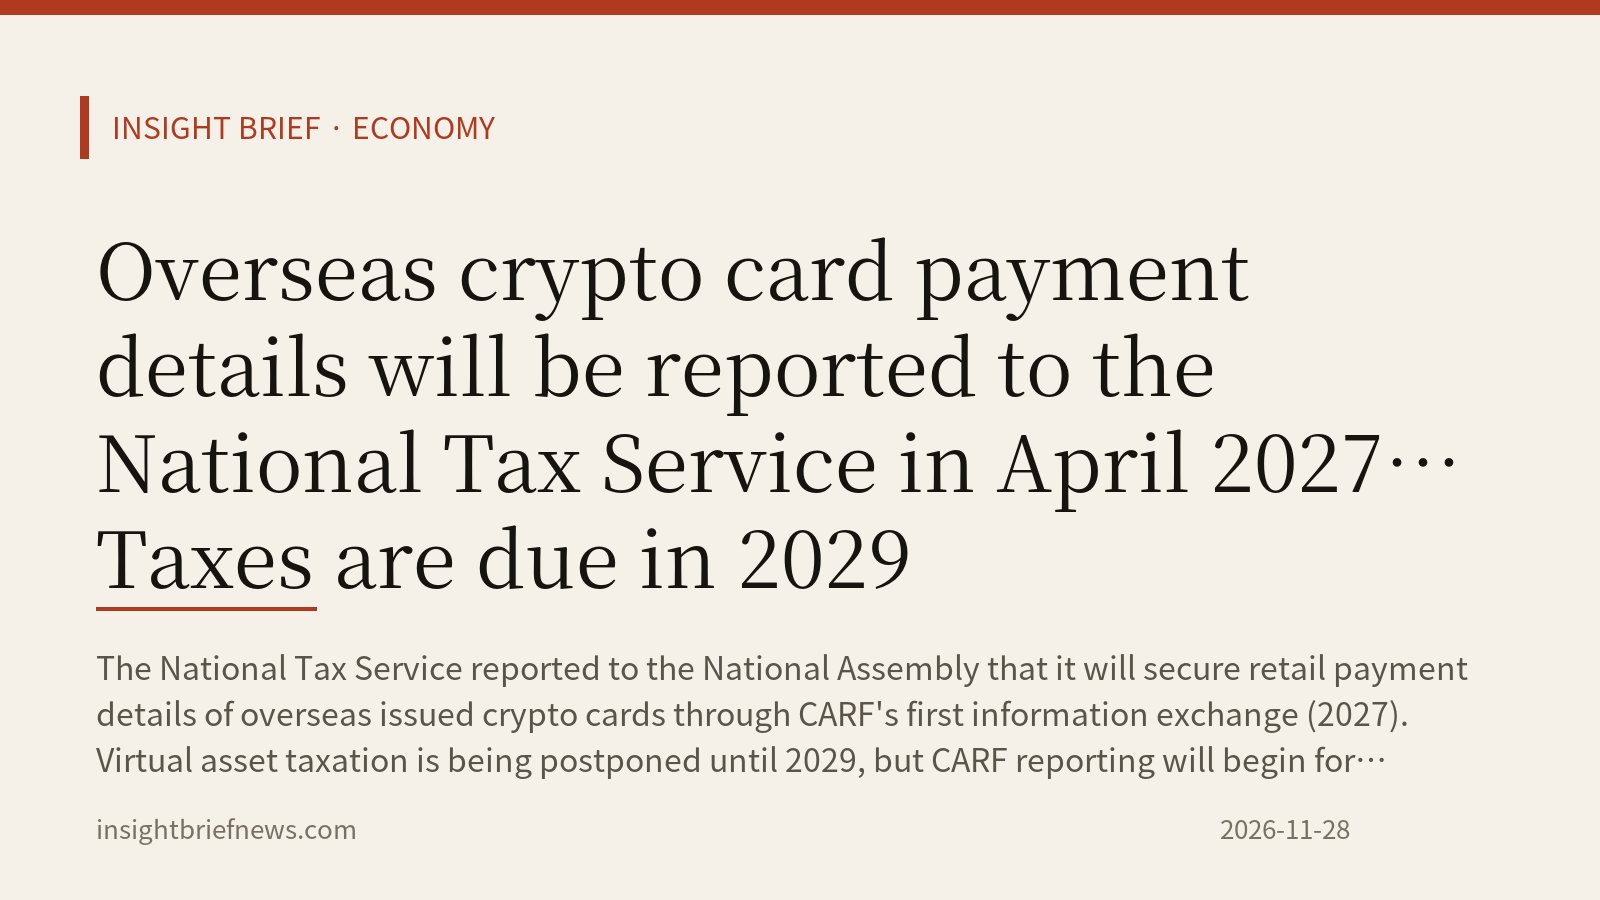 INSIGHT BRIEF · ECONOMY
Overseas crypto card payment
details will be reported to the
National Tax Service in April 2027⋯
Taxes are due in 2029
The National Tax Service reported to the National Assembly that it will secure retail payment
details of overseas issued crypto cards through CARF's first information exchange (2027).
Virtual asset taxation is being postponed until 2029, but CARF reporting will begin for⋯
insightbriefnews.com
2026-11-28